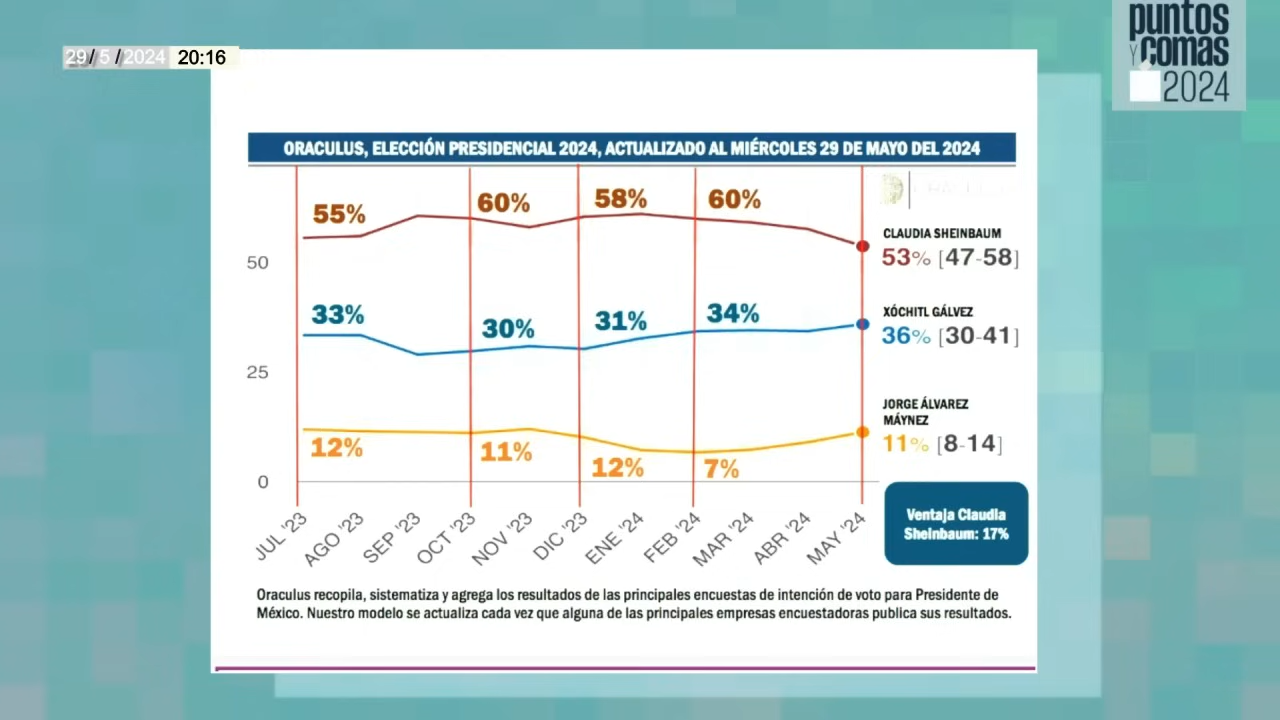 puntos
Y comas
2024
29/5/2024 20:16
ORACULUS, ELECCIÓN PRESIDENCIAL 2024, ACTUALIZADO AL MIÉRCOLES 29 DE MAYO DEL 2024
55% 60% 58% 60%
CLAUDIA SHEINBAUM
53% [47-58]
50
33% 30% 31% 34%
XÓCHITL GÁLVEZ
36% [30-41]
25
JORGE ÁLVAREZ
MÁYNEZ
11% [8-14]
12% 11% 12% 7%
0
JUL '23 AGO '23 SEP '23 OCT '23 NOV '23 DIC '23 ENE '24 FEB '24 MAR '24 ABR '24 MAY '24
Ventaja Claudia
Sheinbaum: 17%
Oraculus recopila, sistematiza y agrega los resultados de las principales encuestas de intención de voto para Presidente de
México. Nuestro modelo se actualiza cada vez que alguna de las principales empresas encuestadoras publica sus resultados.